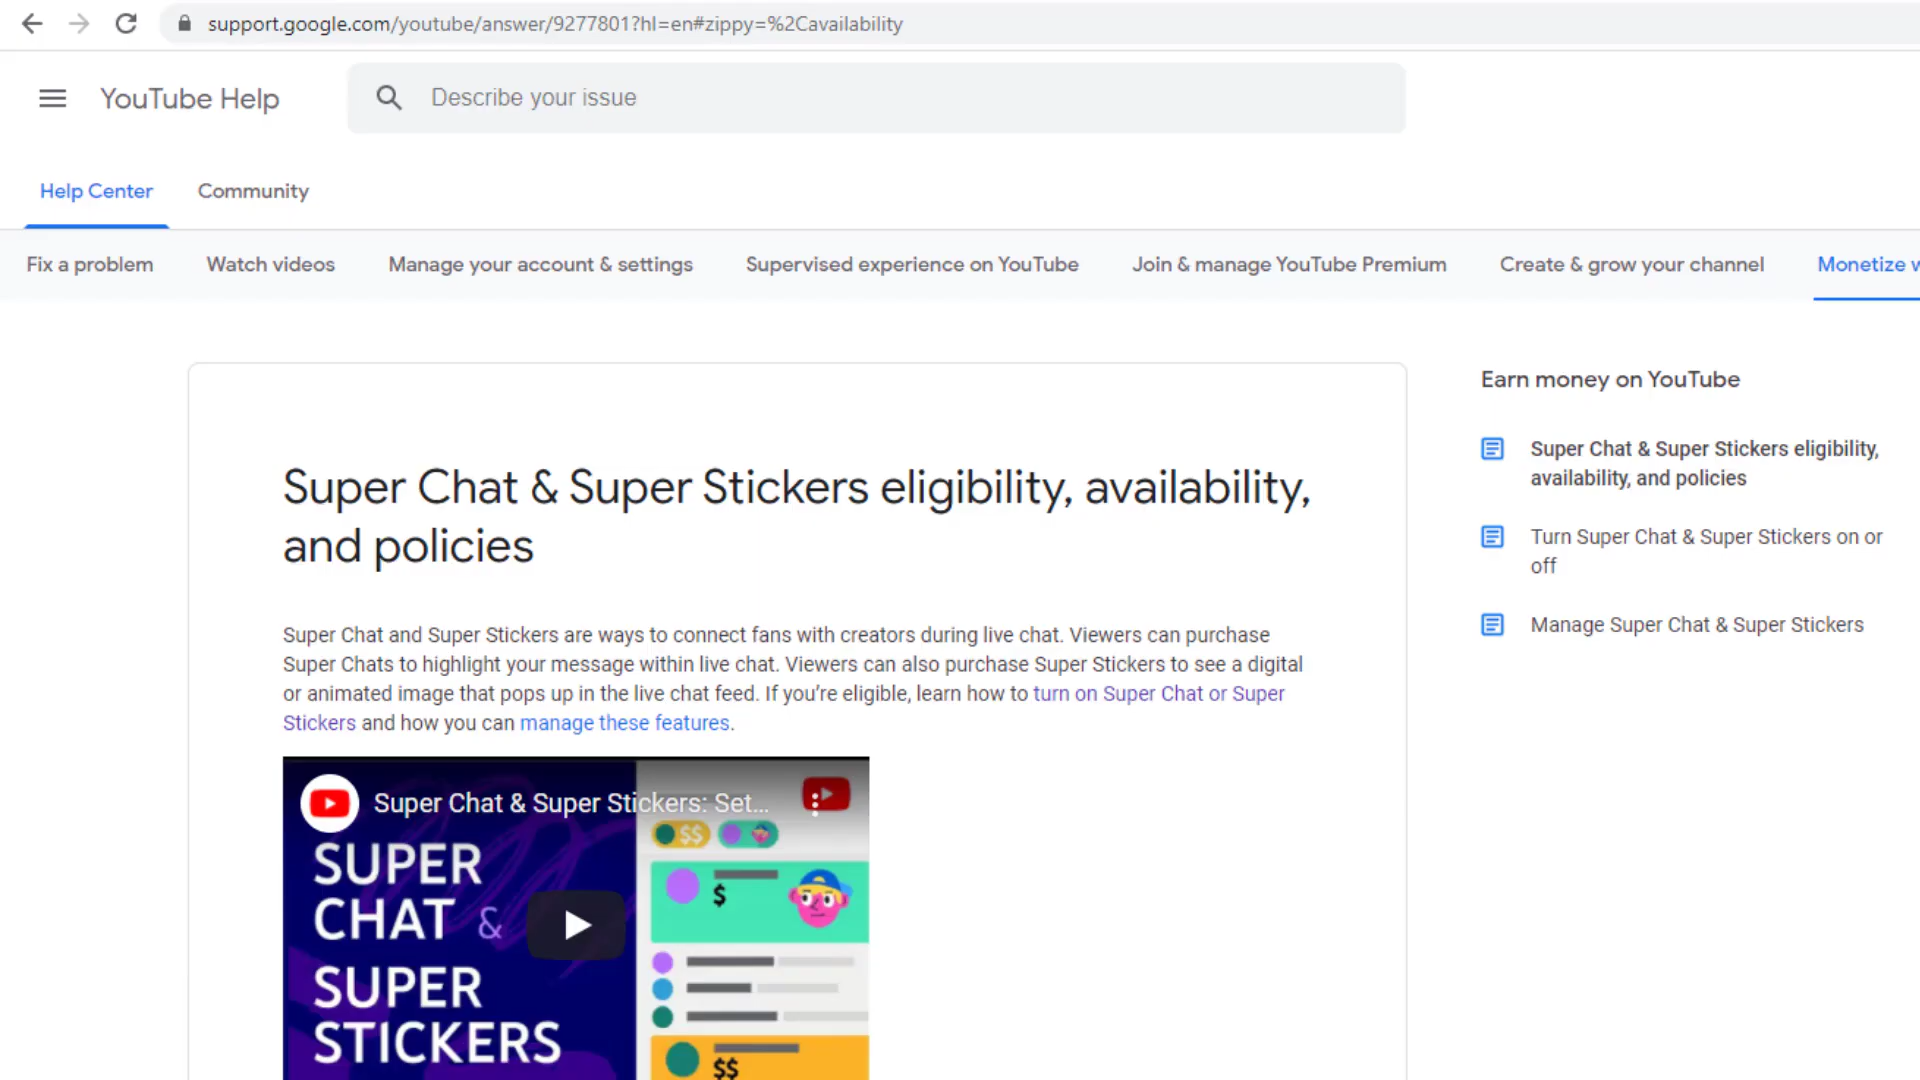 support.google.com/youtube/answer/9277801?hl=en#zippy=%2Cavailability
YouTube Help
Describe your issue
Help Center
Community
Fix a problem
Watch videos
Manage your account & settings
Supervised experience on YouTube
Join & manage YouTube Premium
Create & grow your channel
Monetize w
Super Chat & Super Stickers eligibility, availability,
and policies
Super Chat and Super Stickers are ways to connect fans with creators during live chat. Viewers can purchase
Super Chats to highlight your message within live chat. Viewers can also purchase Super Stickers to see a digital
or animated image that pops up in the live chat feed. If you're eligible, learn how to turn on Super Chat or Super
Stickers and how you can manage these features.
Super Chat & Super Stickers: Set...
SUPER
CHAT &
SUPER
STICKERS
$$
$
$$
Earn money on YouTube
Super Chat & Super Stickers eligibility,
availability, and policies
Turn Super Chat & Super Stickers on or
off
Manage Super Chat & Super Stickers